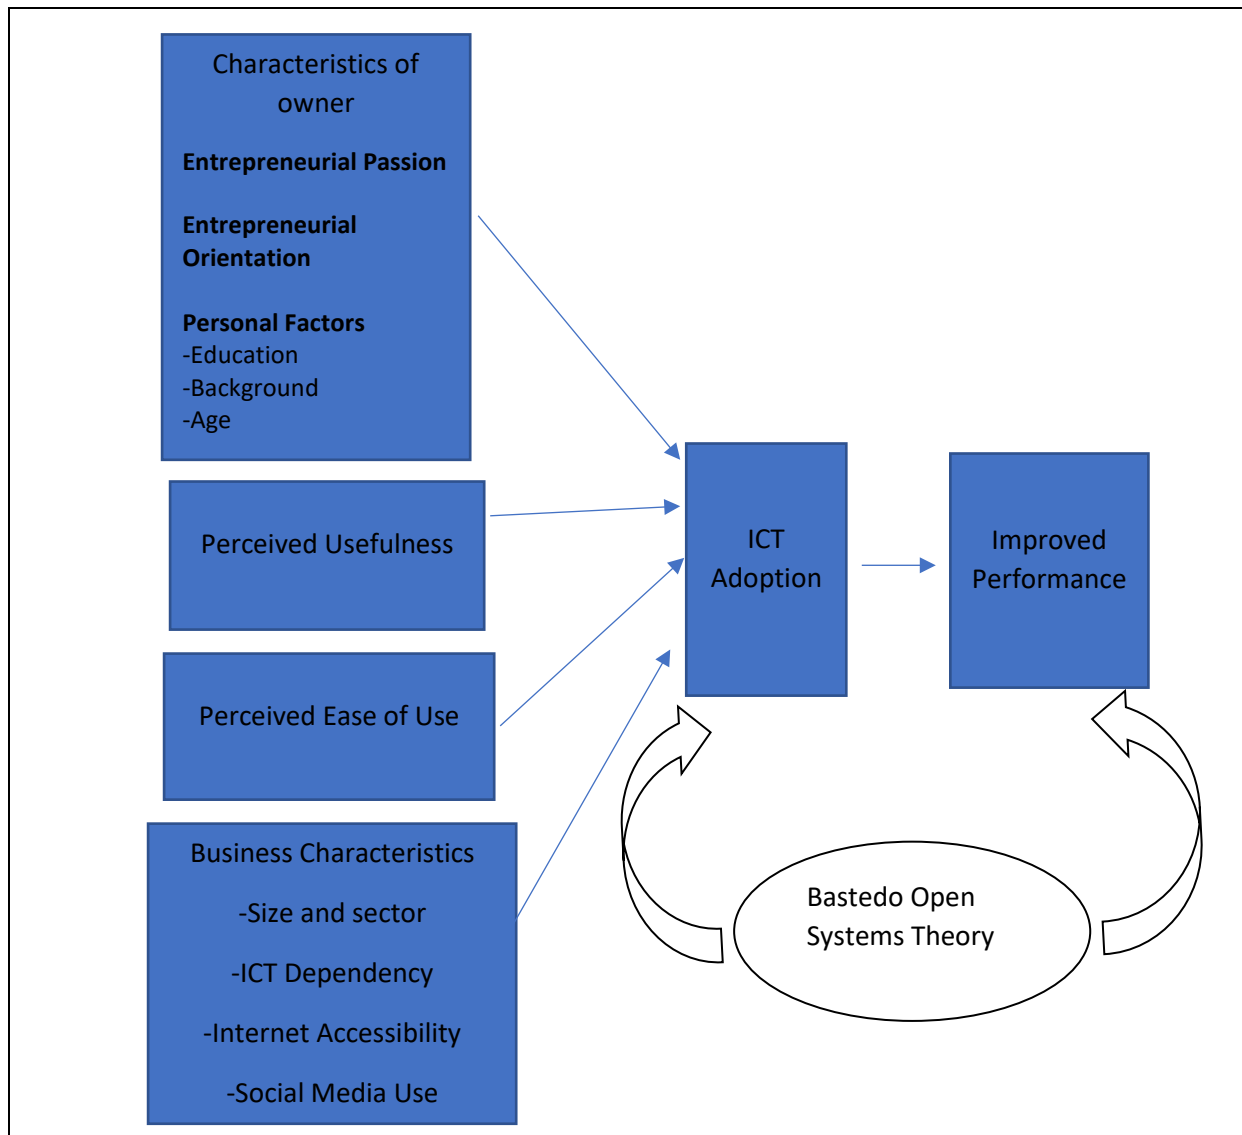 Characteristics of
owner
Entrepreneurial Passion
Entrepreneurial
Orientation
Personal Factors
-Education
-Background
-Age
Perceived Usefulness
Perceived Ease of Use
Business Characteristics
-Size and sector
-ICT Dependency
-Internet Accessibility
-Social Media Use
ICT
Adoption
Improved
Performance
Bastedo Open
Systems Theory